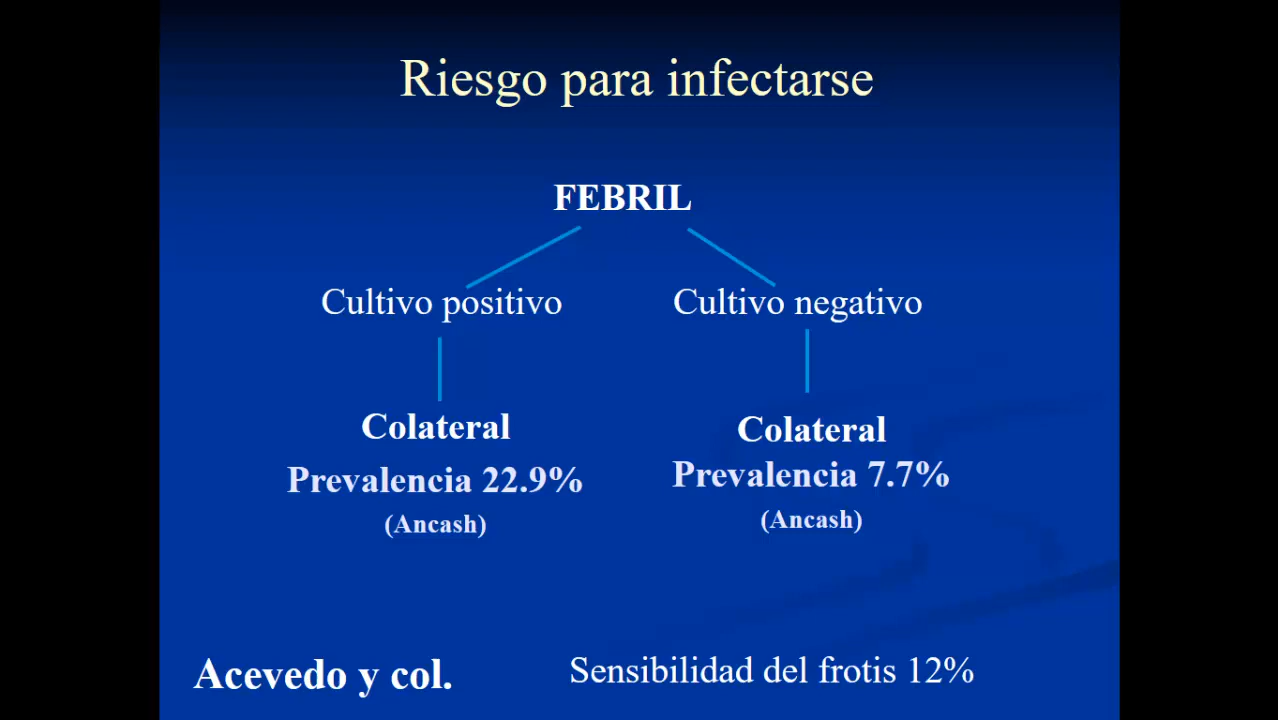 Riesgo para infectarse
FEBRIL
Cultivo positivo
Cultivo negativo
Colateral
Prevalencia 22.9%
(Ancash)
Colateral
Prevalencia 7.7%
(Ancash)
Acevedo y col.
Sensibilidad del frotis 12%